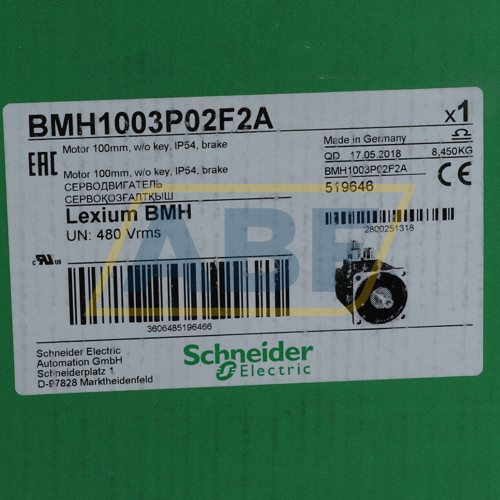 BMH1003P02F2A
x1
Motor 100mm, w/o key, IP54, brake
Made in Germany
QD 17.05.2018 8,450KG
EAC
Motor 100mm, w/o key, IP54, brake
BMH1003P02F2A
СЕРВОДВИГАТЕЛЬ
519646
CE
СЕРВОҚОЗҒАЛТҚЫШ
Lexium BMH
UN: 480 Vrms
2800251318
c RU us
ABF
3606485196466
Schneider Electric
Automation GmbH
Schneiderplatz 1
D-97828 Marktheidenfeld
Schneider
Electric